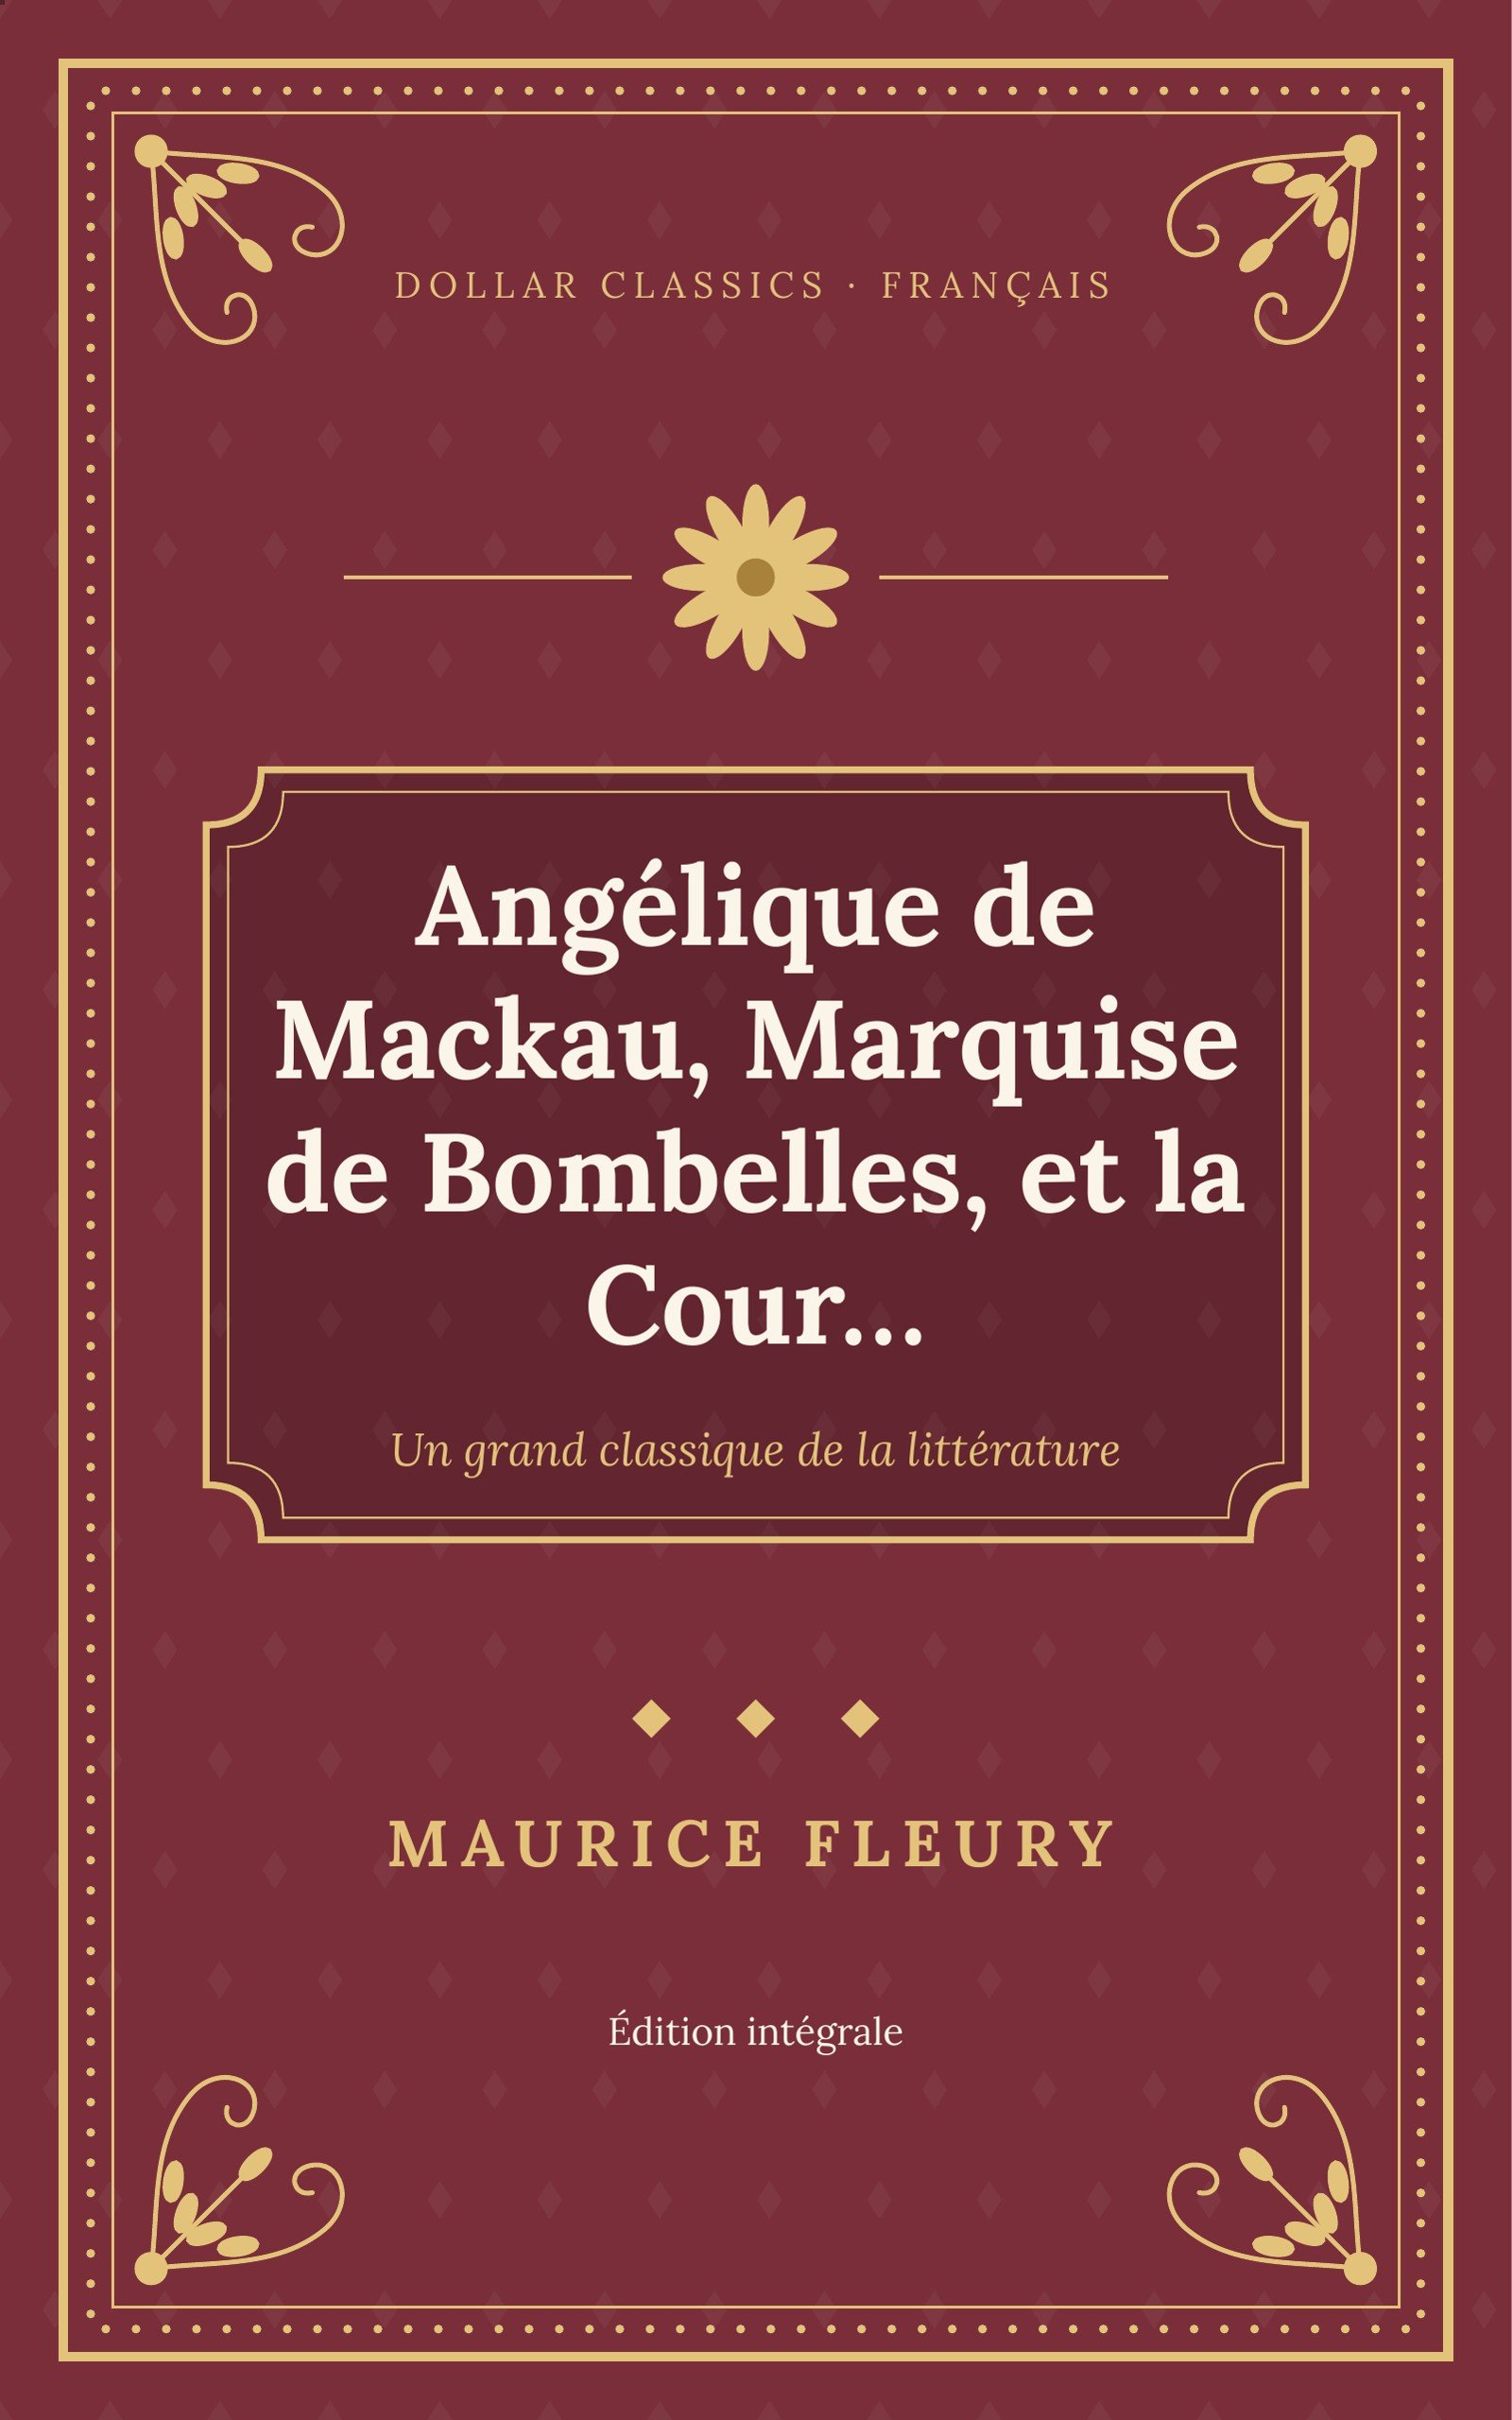 DOLLAR CLASSICS · FRANÇAIS
Angélique de
Mackau, Marquise
de Bombelles, et la
Cour...
Un grand classique de la littérature
MAURICE FLEURY
Édition intégrale